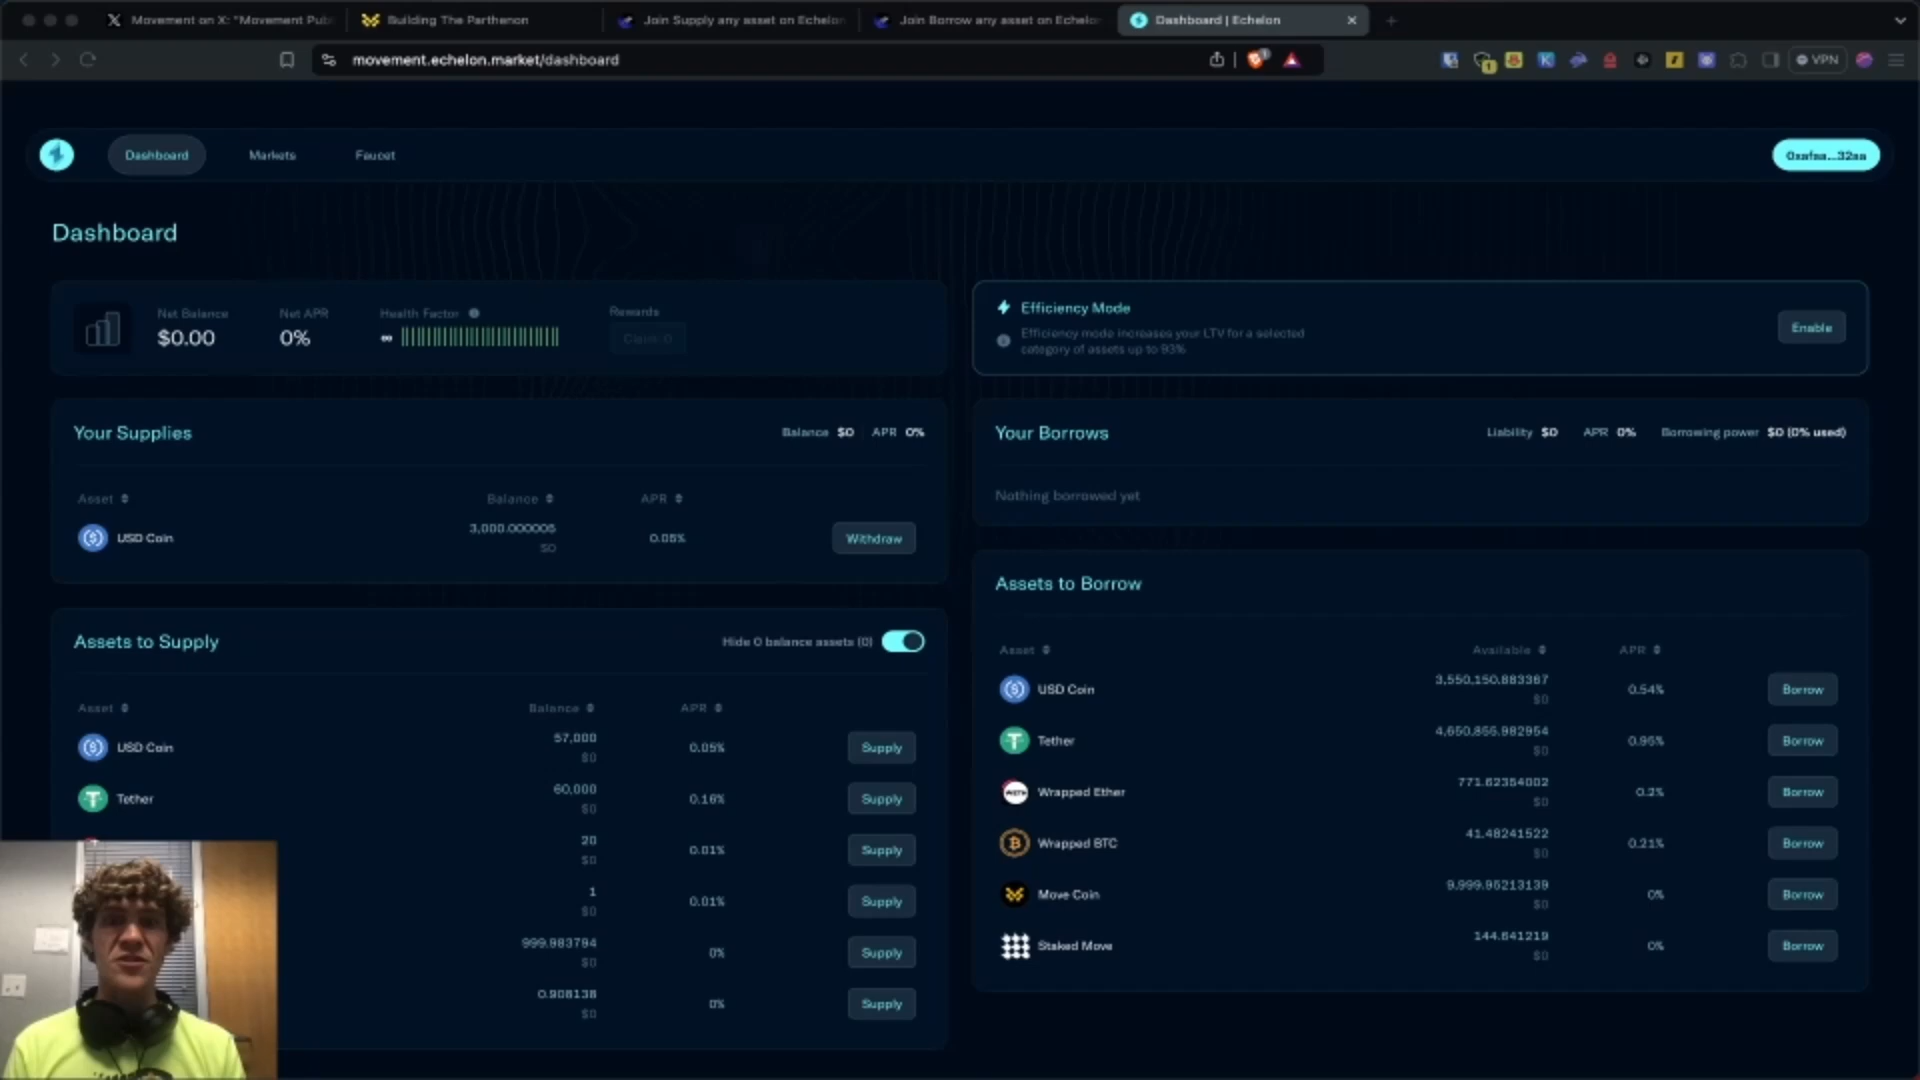 Movement on X: "Movement Pub
Building The Parthenon
Join Supply any asset on Echelon
Join Borrow any asset on Echelo
Dashboard | Echelon
movement.echelon.market/dashboard
1
VPN
Dashboard
Markets
Faucet
Dashboard
Net Balance
$0.00
Net APR
0%
Health Factor
∞
Rewards
Claim 0
Efficiency Mode
Efficiency mode increases your LTV for a selected
category of assets up to 93%
Enable
Your Supplies
Balance $0 APR 0%
Asset Balance APR
USD Coin 3,000.000005 0.05% Withdraw
$0
Your Borrows
Liability $0 APR 0% Borrowing power $0 (0% used)
Nothing borrowed yet
Assets to Supply
Hide 0 balance assets (0)
Asset Balance APR
USD Coin 57,000 0.05% Supply
$0
Tether 60,000 0.16% Supply
$0
20 0.01% Supply
$0
1 0.01% Supply
$0
999.983794 0% Supply
$0
0.908138 0% Supply
$0
Assets to Borrow
Asset Available APR
USD Coin 3,550,150.883367 0.54% Borrow
$0
Tether 4,650,855.982954 0.95% Borrow
$0
Wrapped Ether 771.62354002 0.2% Borrow
$0
Wrapped BTC 41.48241522 0.21% Borrow
$0
Move Coin 9,999.95213139 0% Borrow
$0
Staked Move 144.641219 0% Borrow
$0